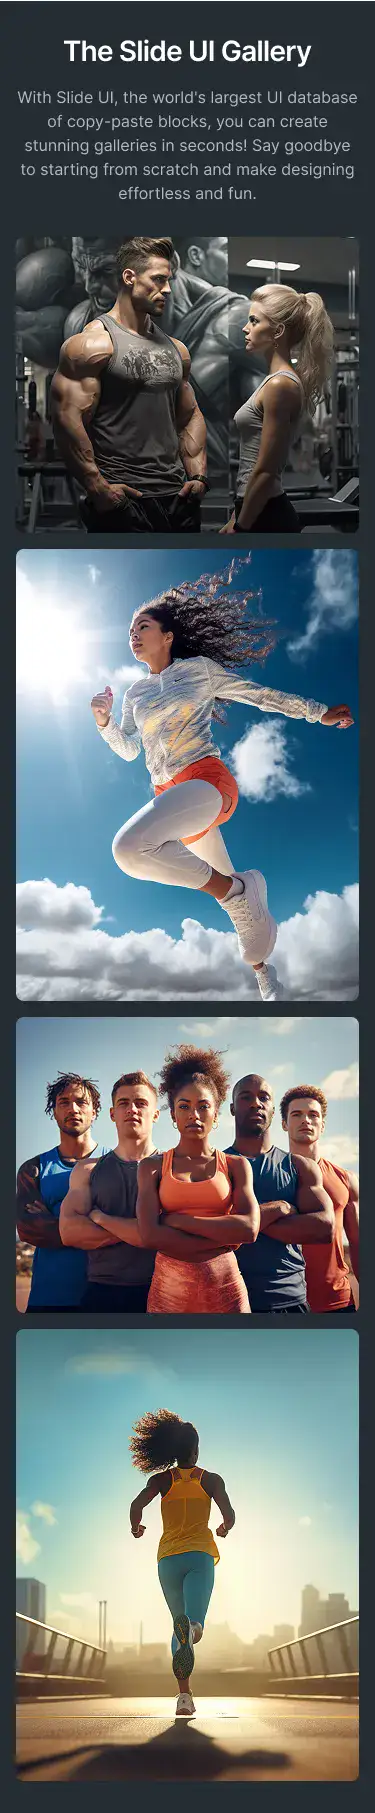 The Slide UI Gallery
With Slide UI, the world's largest UI database
of copy-paste blocks, you can create
stunning galleries in seconds! Say goodbye
to starting from scratch and make designing
effortless and fun.